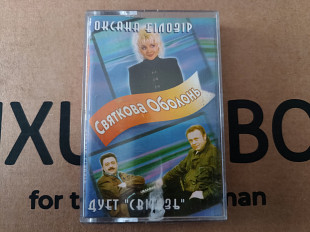 ОКСАНА БІЛОЗІР
Святкова Оболонь
ДУЕТ "СВІТЯЗЬ"
UXU BO
for t man